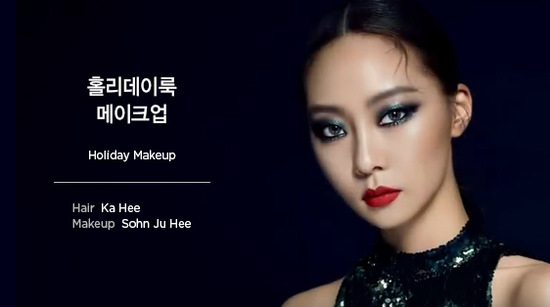 홀리데이룩
메이크업
Holiday Makeup
Hair Ka Hee
Makeup Sohn Ju Hee